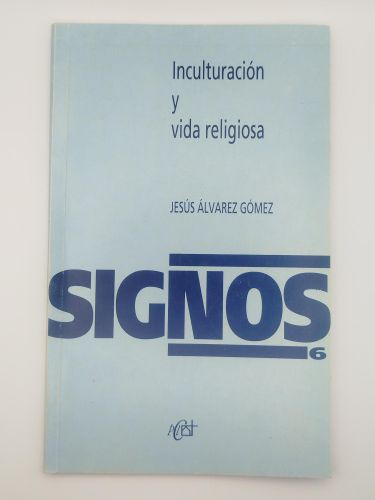 Inculturación
y
vida religiosa
JESÚS ÁLVAREZ GÓMEZ
SIGNOS
6